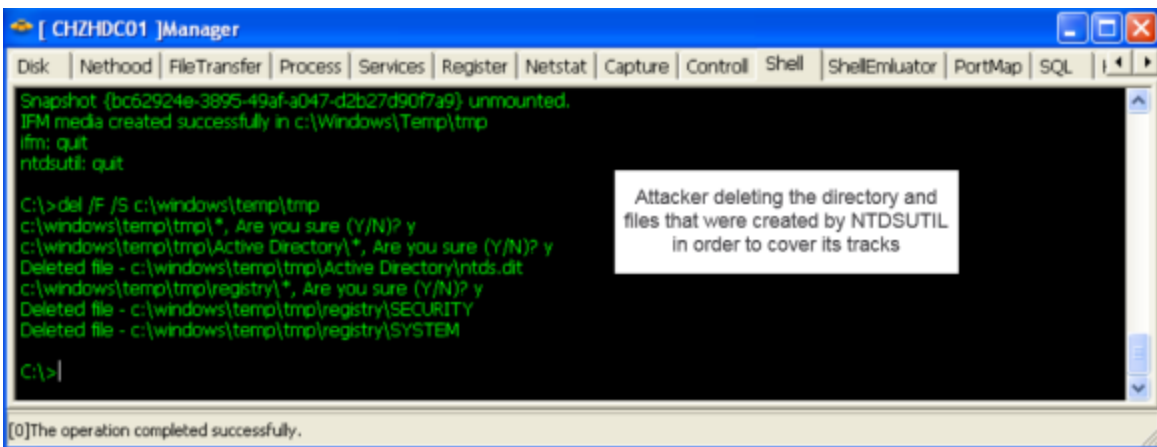 [ CHZHDC01 ]Manager
Disk Nethood FileTransfer Process Services Register Netstat Capture Controll Shell ShellEmluator PortMap SQL
Snapshot {bc62924e-3895-49af-a047-d2b27d90f7a9} unmounted.
IFM media created successfully in c:\Windows\Temp\tmp
ifm: quit
ntdsutil: quit
C:\>del /F /S c:\windows\temp\tmp
c:\windows\temp\tmp\*, Are you sure (Y/N)? y
c:\windows\temp\tmp\Active Directory\*, Are you sure (Y/N)? y
Deleted file - c:\windows\temp\tmp\Active Directory\ntds.dit
c:\windows\temp\tmp\registry\*, Are you sure (Y/N)? y
Deleted file - c:\windows\temp\tmp\registry\SECURITY
Deleted file - c:\windows\temp\tmp\registry\SYSTEM
C:\>
Attacker deleting the directory and
files that were created by NTDSUTIL
in order to cover its tracks
[0]The operation completed successfully.